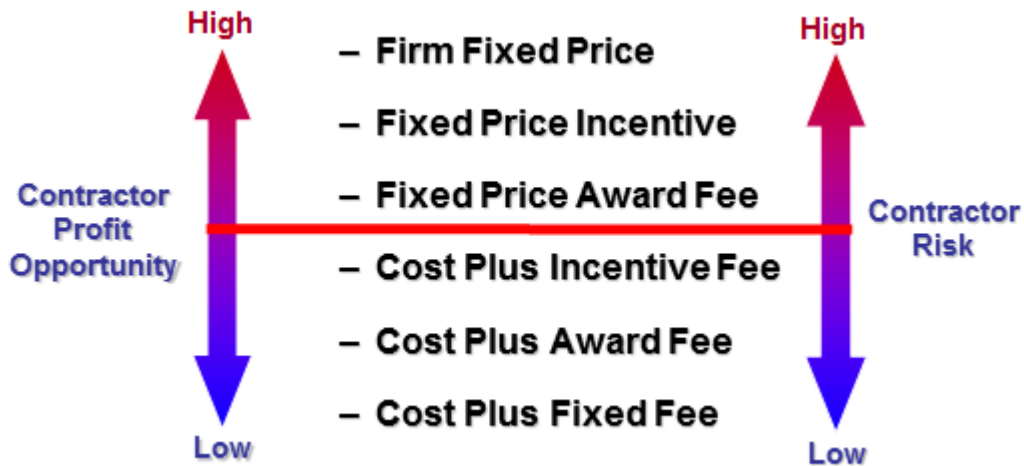 High
High
– Firm Fixed Price
– Fixed Price Incentive
– Fixed Price Award Fee
Contractor
Profit
Opportunity
Contractor
Risk
– Cost Plus Incentive Fee
– Cost Plus Award Fee
– Cost Plus Fixed Fee
Low
Low